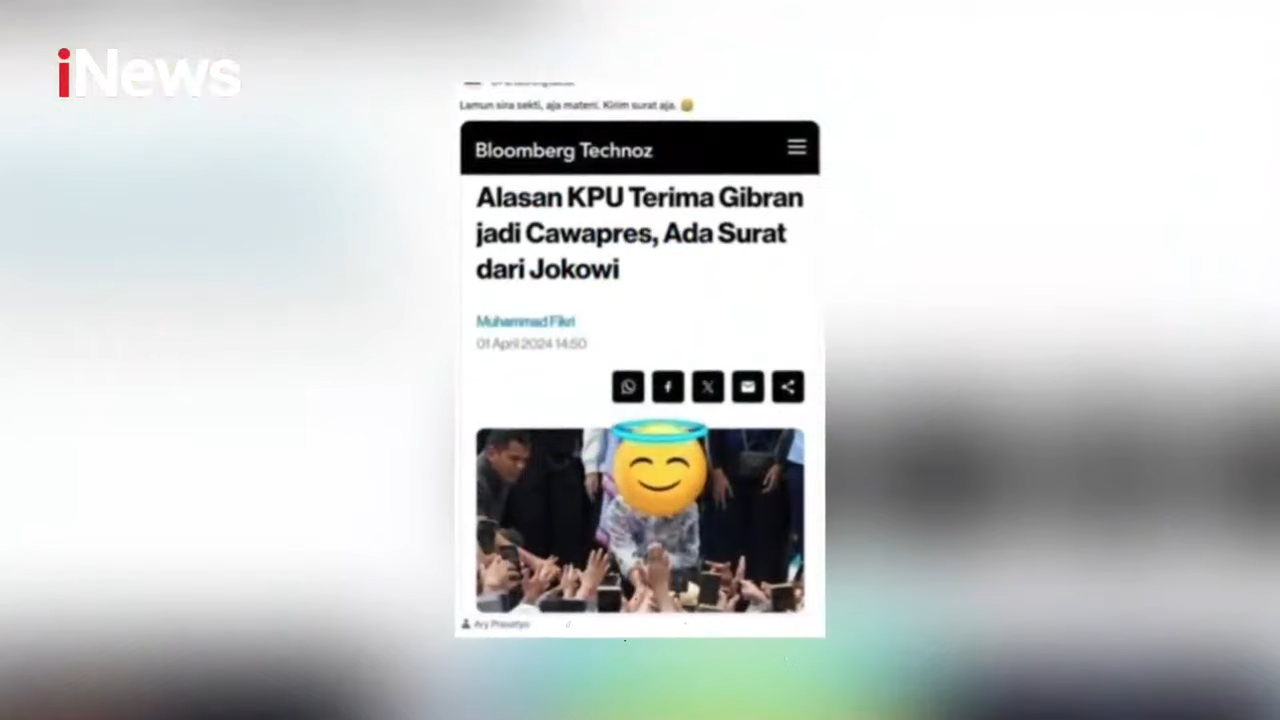 iNews
Lamun sira sekti, aja mateni. Kirim surat aja. 😅
Bloomberg Technoz
Alasan KPU Terima Gibran
jadi Cawapres, Ada Surat
dari Jokowi
Muhammad Fikri
01 April 2024 14:50
Ary Prasetyo